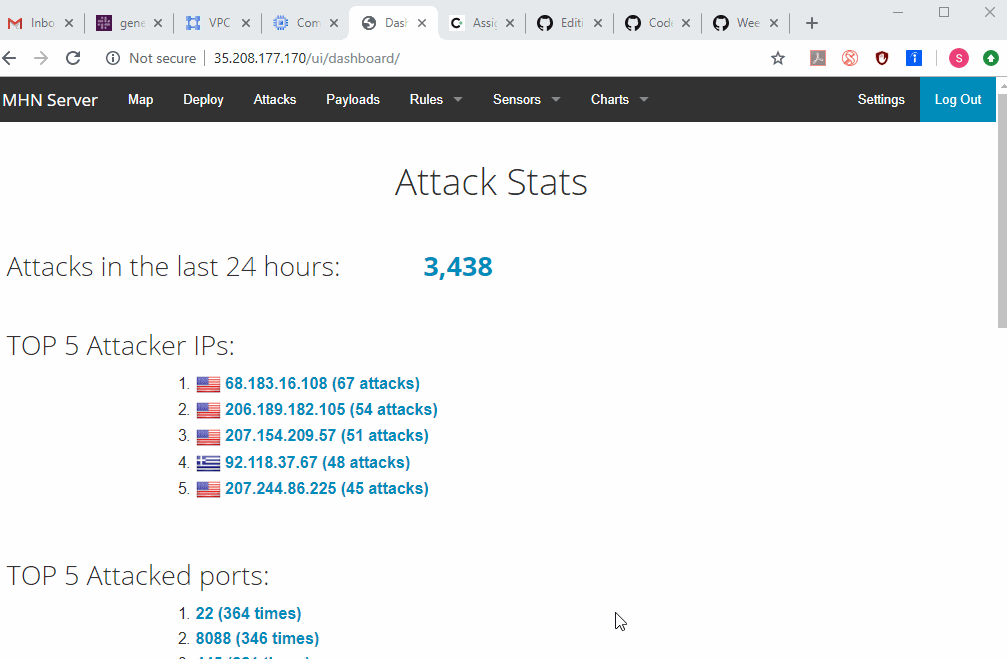 Inbo
gene
VPC
Com
Das
Assig
Editi
Code
Wee
Not secure
35.208.177.170/ui/dashboard/
S
MHN Server
Map
Deploy
Attacks
Payloads
Rules
Sensors
Charts
Settings
Log Out
Attack Stats
Attacks in the last 24 hours: 3,438
TOP 5 Attacker IPs:
1. 68.183.16.108 (67 attacks)
2. 206.189.182.105 (54 attacks)
3. 207.154.209.57 (51 attacks)
4. 92.118.37.67 (48 attacks)
5. 207.244.86.225 (45 attacks)
TOP 5 Attacked ports:
1. 22 (364 times)
2. 8088 (346 times)